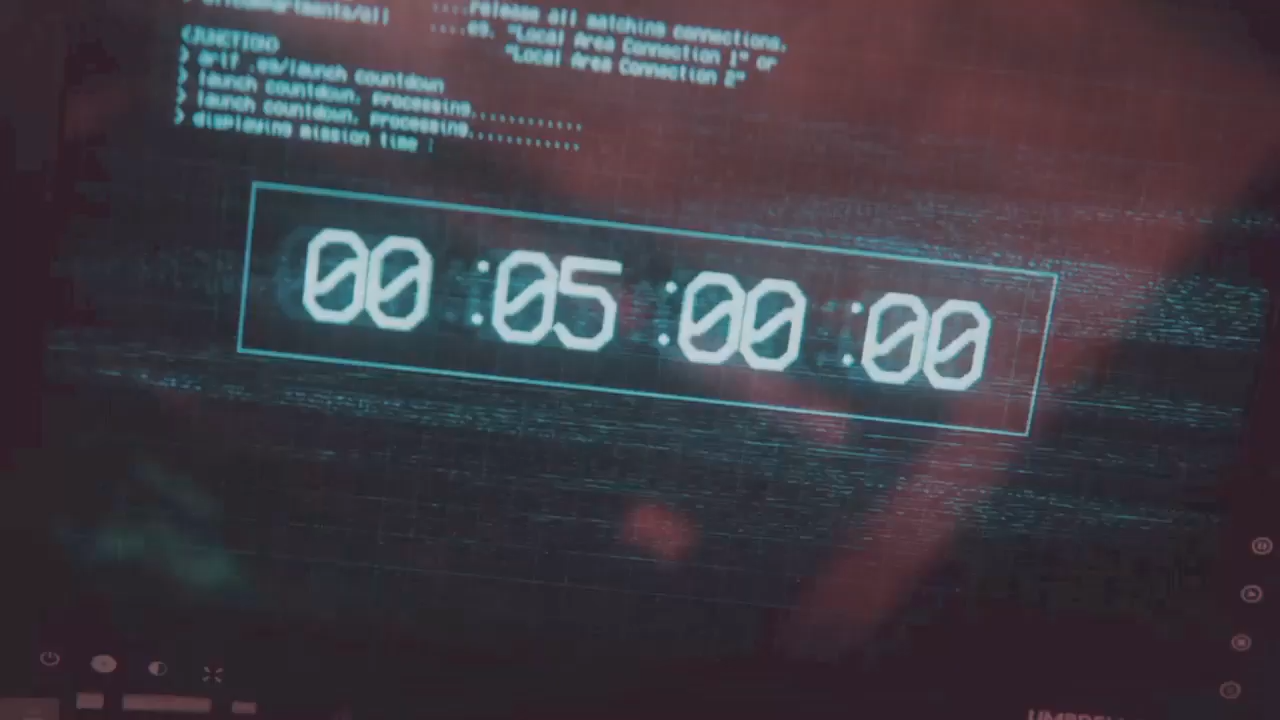 ....release all matching connections,
....eg. "Local Area Connection 1" or
"Local Area Connection 2"
(JUNCTION)
> arif .eg/launch countdown
> launch countdown. Processing............
> launch countdown. Processing............
> displaying mission time :
00 :05 :00 :00